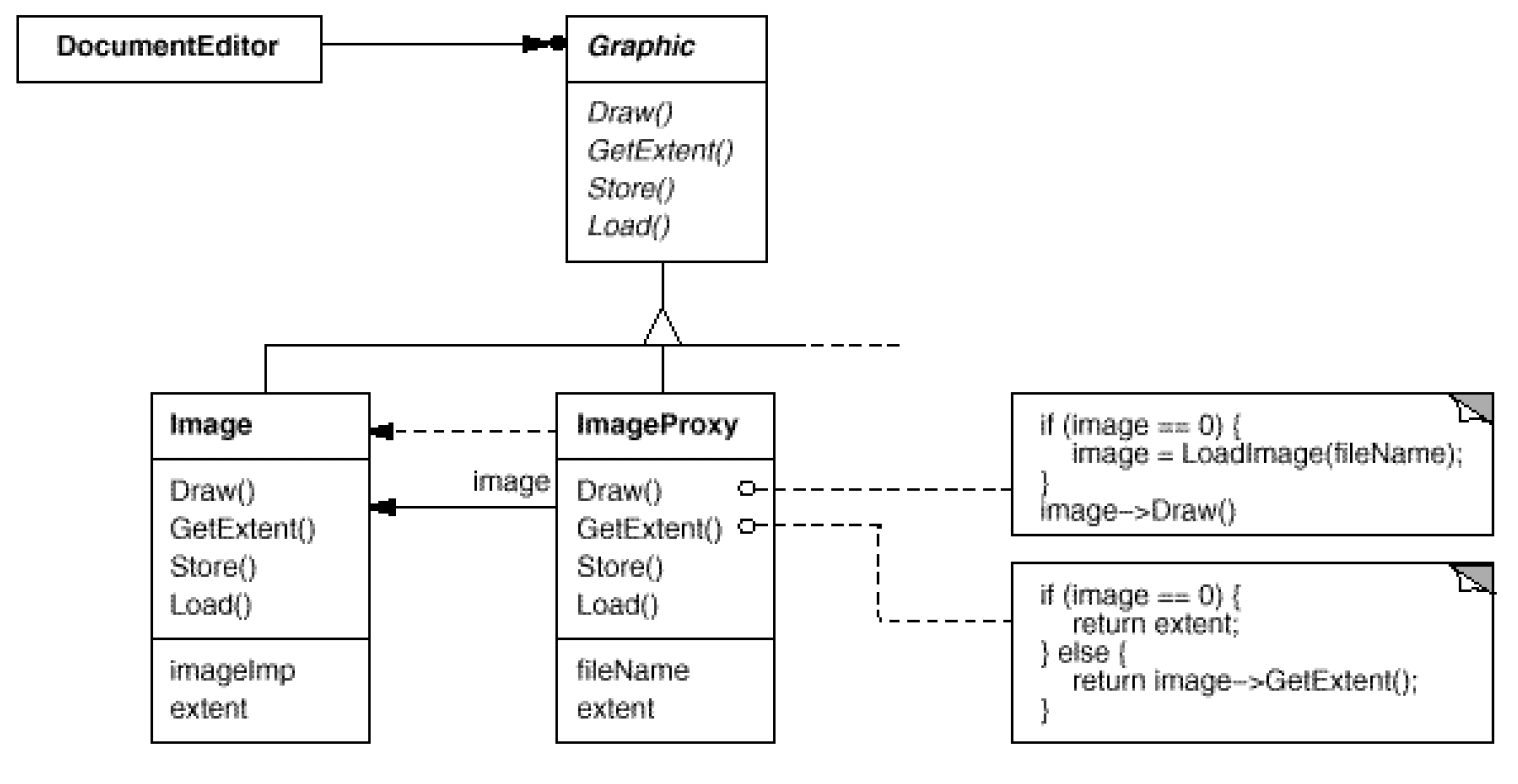 DocumentEditor
Graphic
Draw()
GetExtent()
Store()
Load()
Image
Draw()
GetExtent()
Store()
Load()
imageImp
extent
image
ImageProxy
Draw()
GetExtent()
Store()
Load()
fileName
extent
if (image == 0) {
image = LoadImage(fileName);
}
image->Draw()
if (image == 0) {
return extent;
} else {
return image->GetExtent();
}